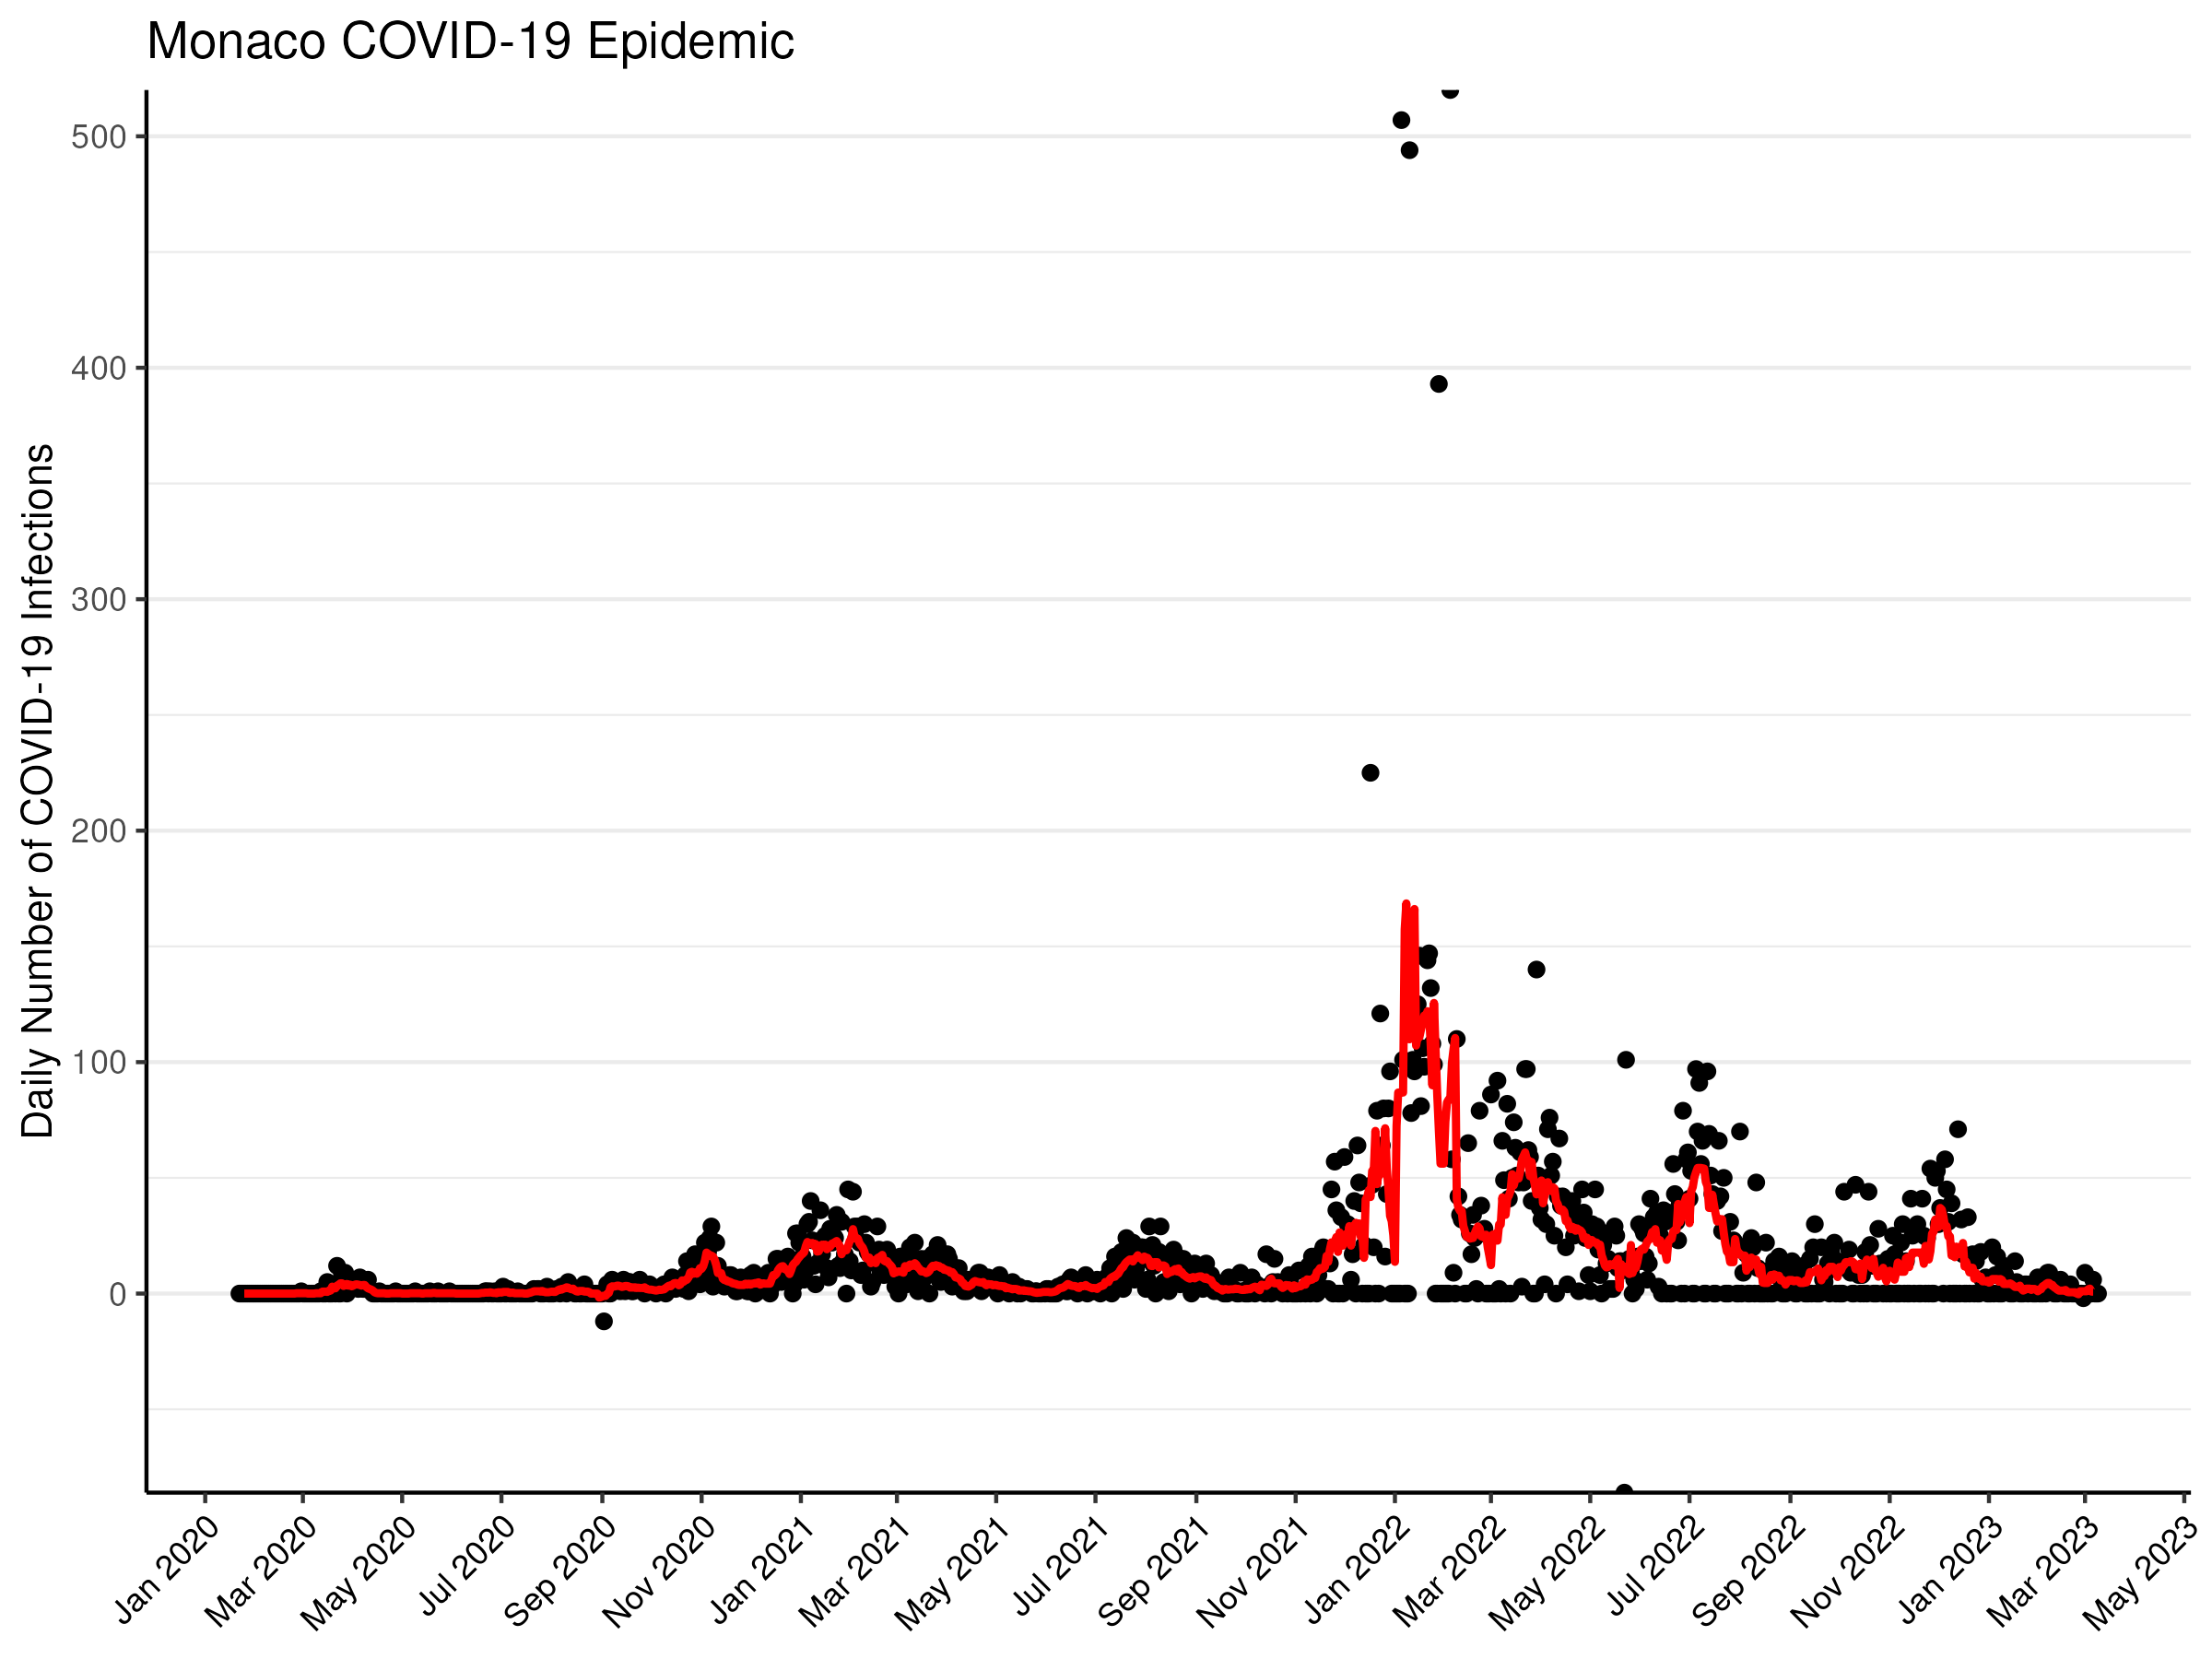 Monaco COVID-19 Epidemic
Daily Number of COVID-19 Infections
500
400
300
200
100
0
Jan 2020
Mar 2020
May 2020
Jul 2020
Sep 2020
Nov 2020
Jan 2021
Mar 2021
May 2021
Jul 2021
Sep 2021
Nov 2021
Jan 2022
Mar 2022
May 2022
Jul 2022
Sep 2022
Nov 2022
Jan 2023
Mar 2023
May 2023